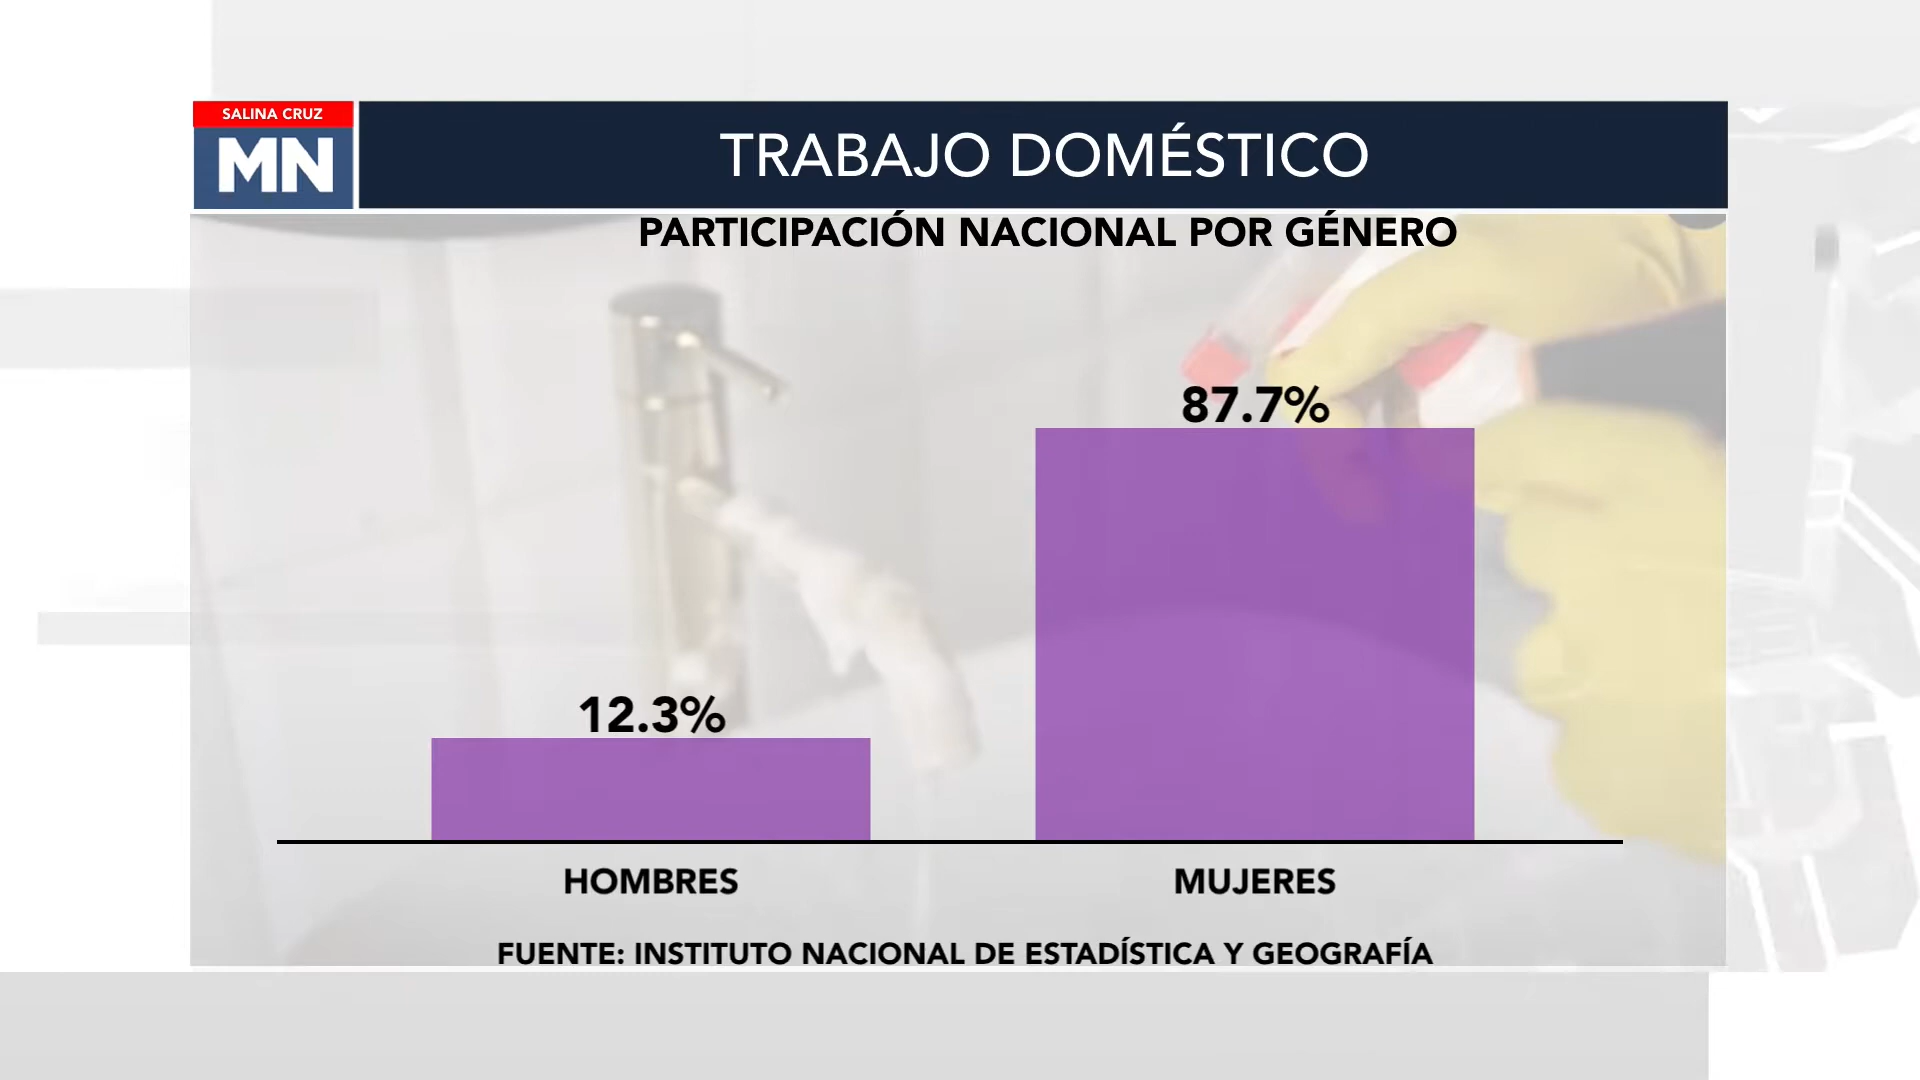 SALINA CRUZ
MN
TRABAJO DOMÉSTICO
PARTICIPACIÓN NACIONAL POR GÉNERO
87.7%
12.3%
HOMBRES
MUJERES
FUENTE: INSTITUTO NACIONAL DE ESTADÍSTICA Y GEOGRAFÍA